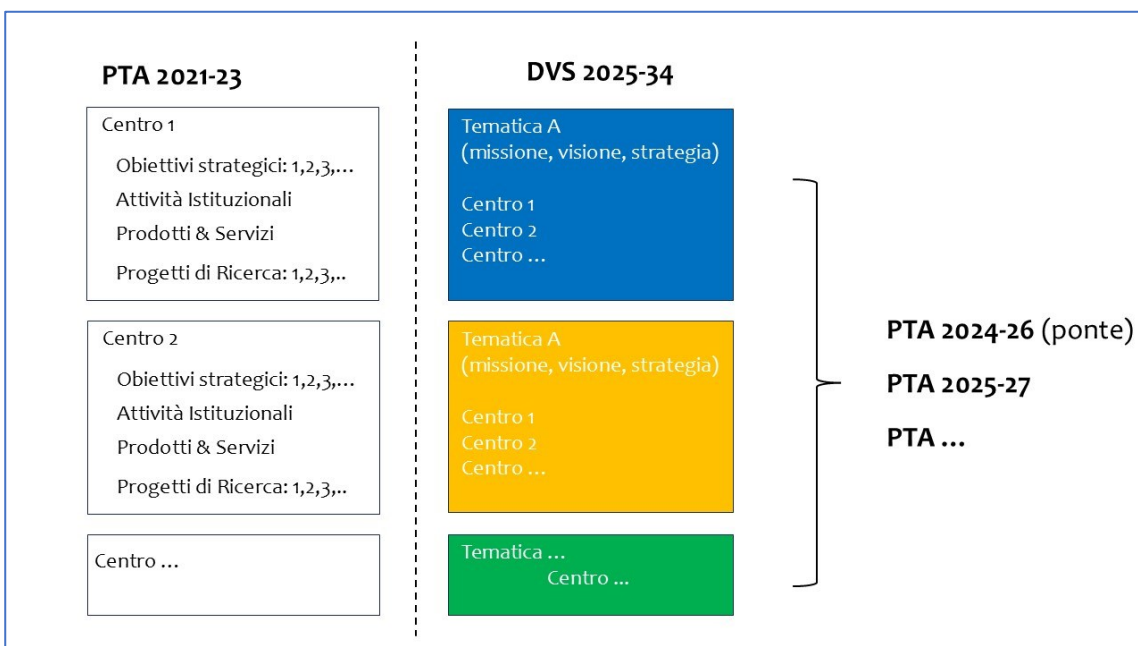 PTA 2021-23
Centro 1
Obiettivi strategici: 1,2,3,…
Attività Istituzionali
Prodotti & Servizi
Progetti di Ricerca: 1,2,3,..
Centro 2
Obiettivi strategici: 1,2,3,…
Attività Istituzionali
Prodotti & Servizi
Progetti di Ricerca: 1,2,3,..
Centro …
DVS 2025-34
Tematica A
(missione, visione, strategia)
Centro 1
Centro 2
Centro …
Tematica A
(missione, visione, strategia)
Centro 1
Centro 2
Centro …
Tematica …
Centro ...
PTA 2024-26 (ponte)
PTA 2025-27
PTA …